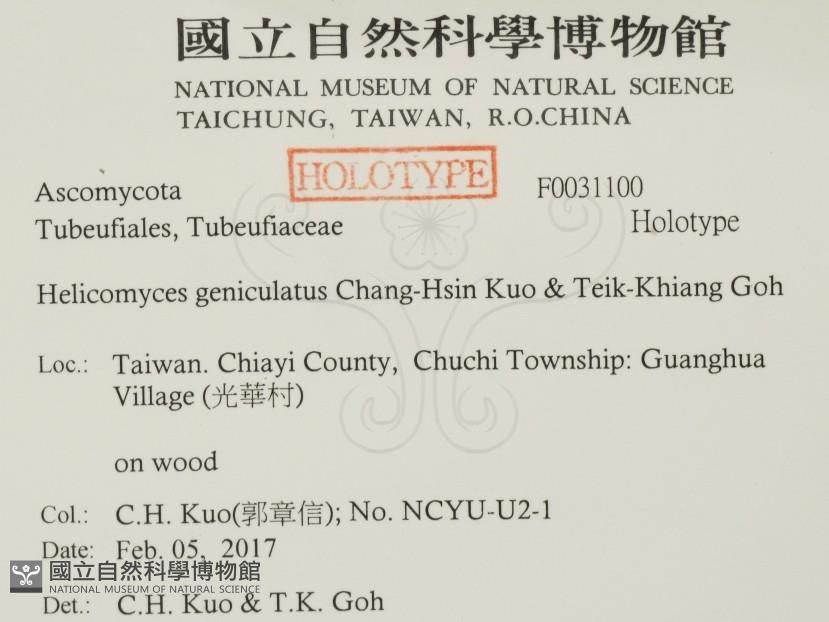 國立自然科學博物館
NATIONAL MUSEUM OF NATURAL SCIENCE
TAICHUNG, TAIWAN, R.O.CHINA
HOLOTYPE
Ascomycota
F0031100
Tubeufiales, Tubeufiaceae
Holotype
Helicomyces geniculatus Chang-Hsin Kuo & Teik-Khiang Goh
Loc.: Taiwan. Chiayi County, Chuchi Township: Guanghua
Village (光華村)
on wood
Col.: C.H. Kuo(郭章信); No. NCYU-U2-1
Date: Feb. 05, 2017
國立自然科學博物館
NATIONAL MUSEUM OF NATURAL SCIENCE
Det.: C.H. Kuo & T.K. Goh